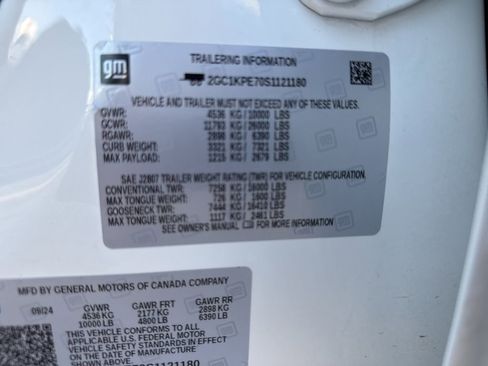 gm
TRAILERING INFORMATION
2GC1KPE70S1121180
VEHICLE AND TRAILER MUST NOT EXCEED ANY OF THESE VALUES.
GVWR: 4536 KG / 10000 LBS
GCWR: 11793 KG / 26000 LBS
RGAWR: 2898 KG / 6390 LBS
CURB WEIGHT: 3321 KG / 7321 LBS
MAX PAYLOAD: 1215 KG / 2679 LBS
SAE J2807 TRAILER WEIGHT RATING (TWR) FOR VEHICLE CONFIGURATION.
CONVENTIONAL TWR: 7258 KG / 16000 LBS
MAX TONGUE WEIGHT: 726 KG / 1600 LBS
GOOSENECK TWR: 7444 KG / 16410 LBS
MAX TONGUE WEIGHT: 1117 KG / 2461 LBS
SEE OWNER'S MANUAL FOR MORE INFORMATION
MFD BY GENERAL MOTORS OF CANADA COMPANY
09/24 GVWR GAWR FRT GAWR RR
4536 KG 2177 KG 2898 KG
10000 LB 4800 LB 6390 LB
THIS VEHICLE CONFORMS TO ALL
APPLICABLE U.S. FEDERAL MOTOR
VEHICLE SAFETY STANDARDS IN
EFFECT ON THE DATE OF MANUFACTURE
SHOWN ABOVE.
70S1121180